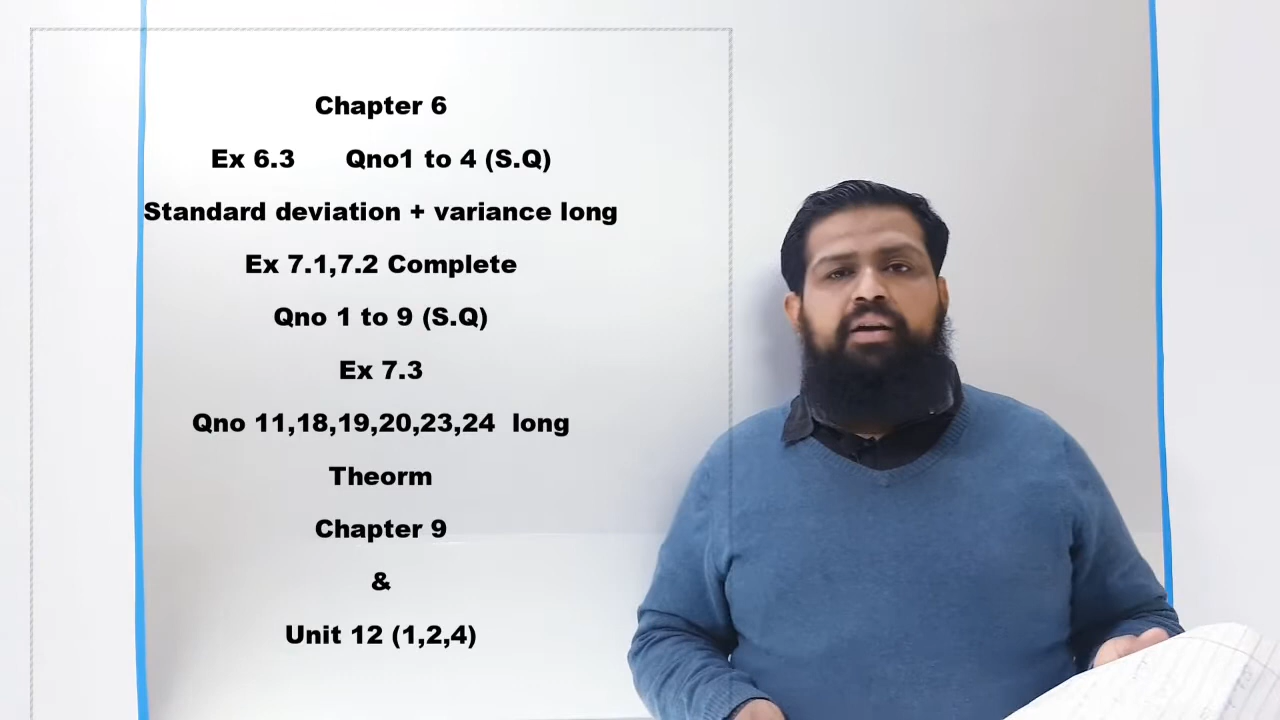 Chapter 6
Ex 6.3 Qno1 to 4 (S.Q)
Standard deviation + variance long
Ex 7.1,7.2 Complete
Qno 1 to 9 (S.Q)
Ex 7.3
Qno 11,18,19,20,23,24 long
Theorm
Chapter 9
&
Unit 12 (1,2,4)